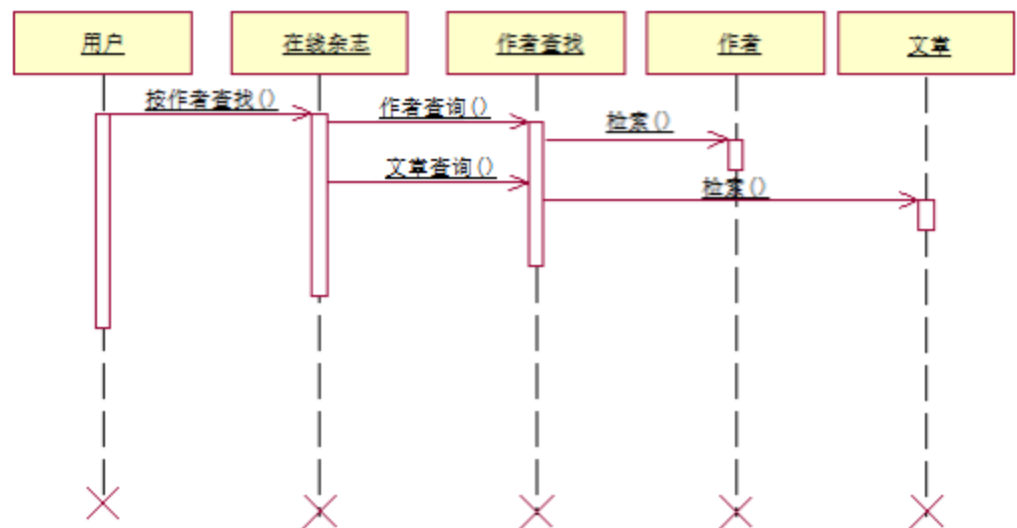 用户
在线杂志
作者查找
作者
文章
按作者查找()
作者查询()
检索()
文章查询()
检索()